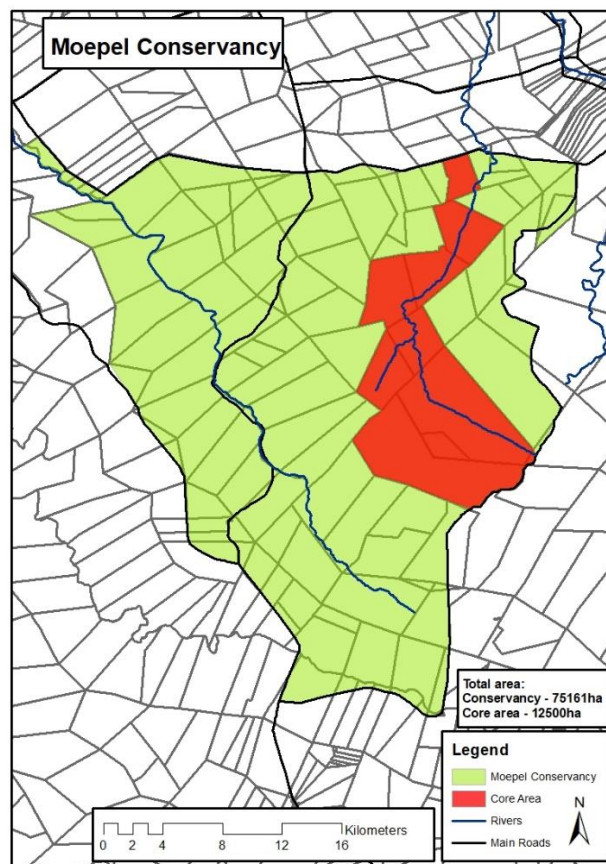 Moepel Conservancy
Total area:
Conservancy - 75161ha
Core area - 12500ha
Legend
Moepel Conservancy
Core Area
Rivers
Main Roads
N
Kilometers
0 2 4 8 12 16